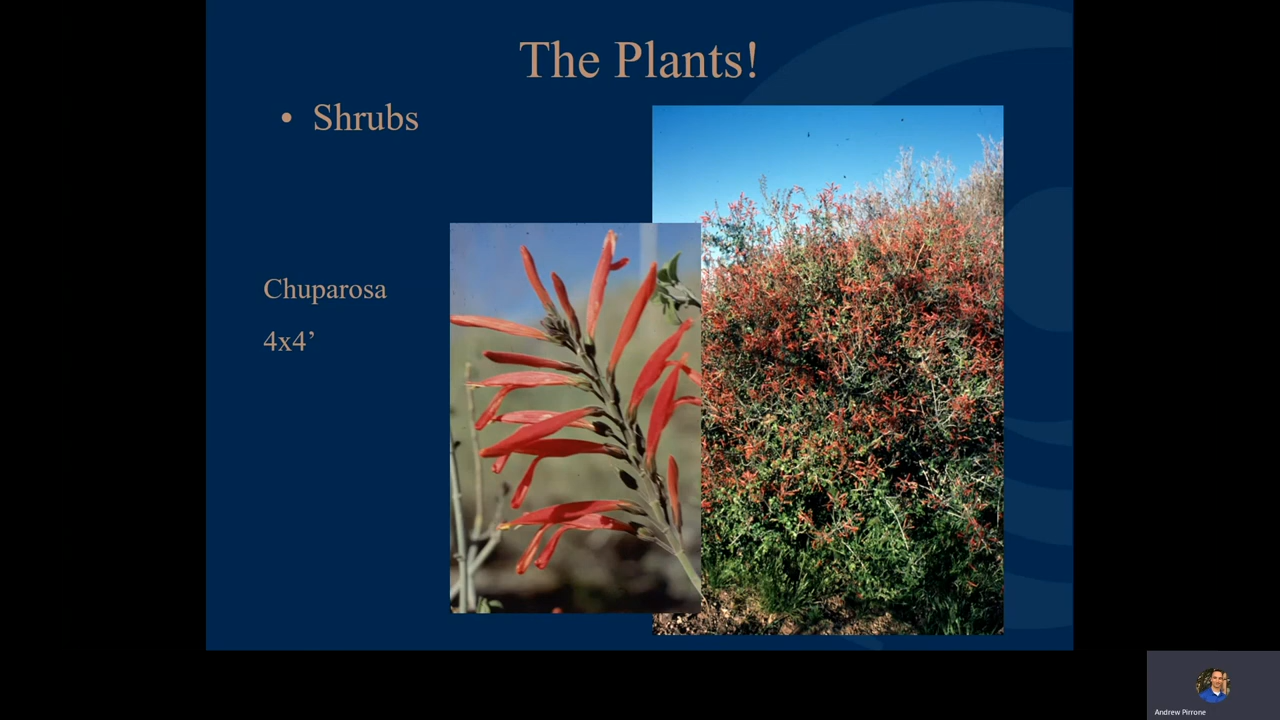 The Plants!
• Shrubs
Chuparosa
4x4’
Andrew Pirrone